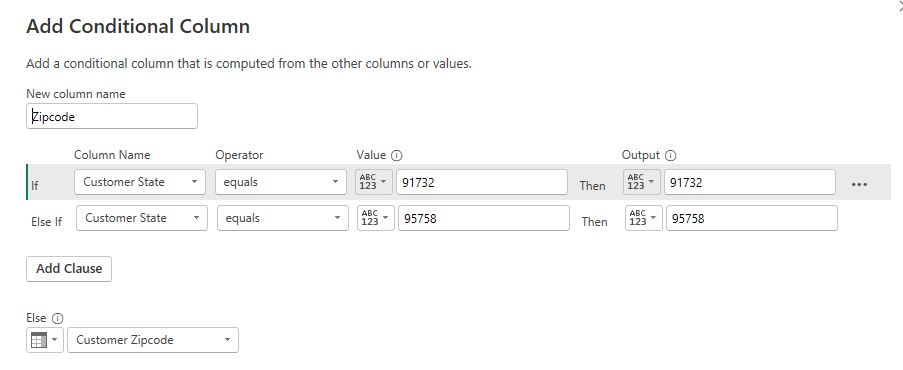 Add Conditional Column
Add a conditional column that is computed from the other columns or values.
New column name
Zipcode
Column Name Operator Value Output
If Customer State equals ABC 123 91732 Then ABC 123 91732 ...
Else If Customer State equals ABC 123 95758 Then ABC 123 95758
Add Clause
Else
Customer Zipcode